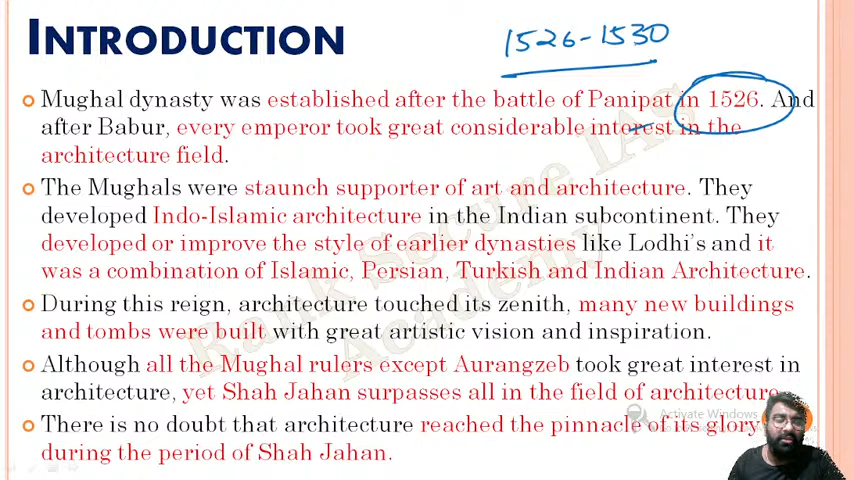 INTRODUCTION
1526-1530
Mughal dynasty was established after the battle of Panipat in 1526. And
after Babur, every emperor took great considerable interest in the
architecture field.
The Mughals were staunch supporter of art and architecture. They
developed Indo-Islamic architecture in the Indian subcontinent. They
developed or improve the style of earlier dynasties like Lodhi's and it
was a combination of Islamic, Persian, Turkish and Indian Architecture.
During this reign, architecture touched its zenith, many new buildings
and tombs were built with great artistic vision and inspiration.
Although all the Mughal rulers except Aurangzeb took great interest in
architecture, yet Shah Jahan surpasses all in the field of architecture
There is no doubt that architecture reached the pinnacle of its glory
during the period of Shah Jahan.
Rank Secure IAS
Academy
Activate Windows